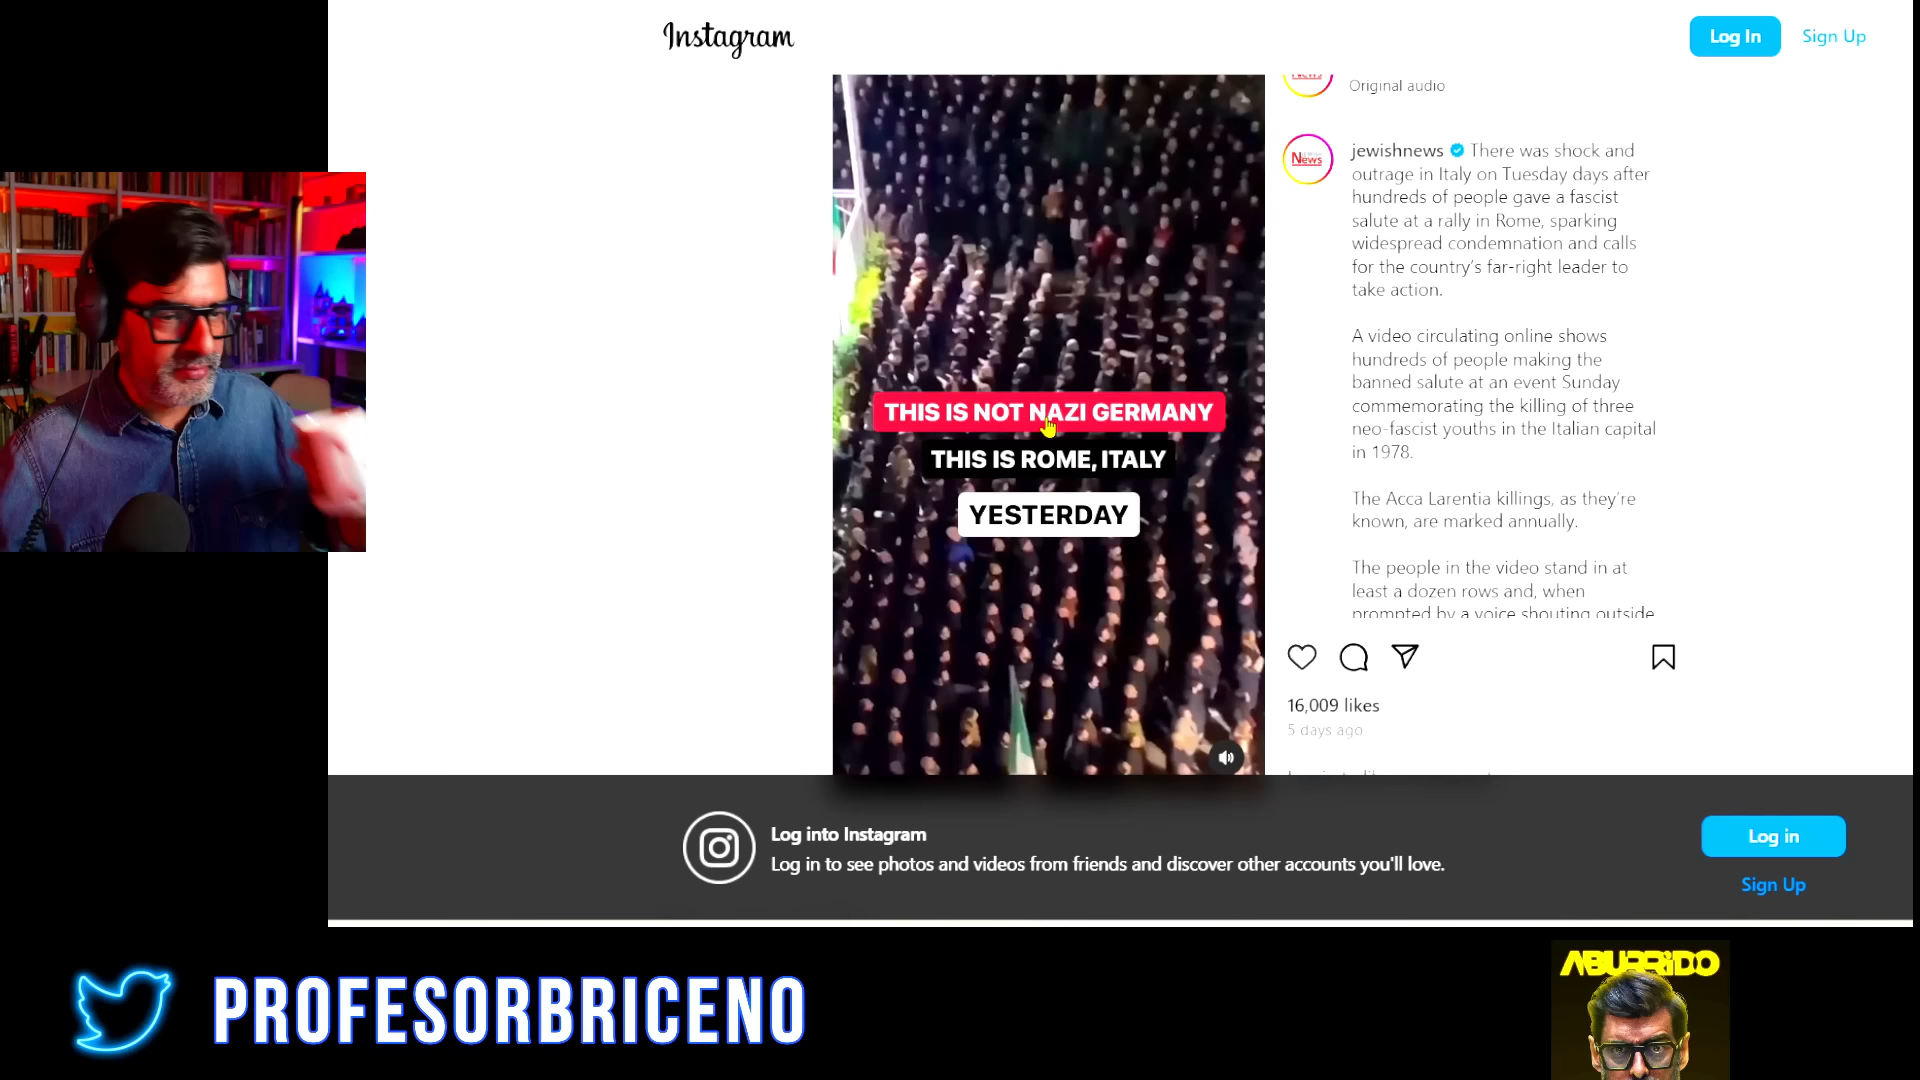 Instagram
Log In
Sign Up
News
Original audio
News
jewishnews There was shock and
outrage in Italy on Tuesday days after
hundreds of people gave a fascist
salute at a rally in Rome, sparking
widespread condemnation and calls
for the country's far-right leader to
take action.
A video circulating online shows
hundreds of people making the
banned salute at an event Sunday
commemorating the killing of three
neo-fascist youths in the Italian capital
in 1978.
The Acca Larentia killings, as they're
known, are marked annually.
The people in the video stand in at
least a dozen rows and, when
prompted by a voice shouting outside
THIS IS NOT NAZI GERMANY
THIS IS ROME, ITALY
YESTERDAY
16,009 likes
5 days ago
Log into Instagram
Log in to see photos and videos from friends and discover other accounts you'll love.
Log in
Sign Up
PROFESORBRICENO
ABURRIDO